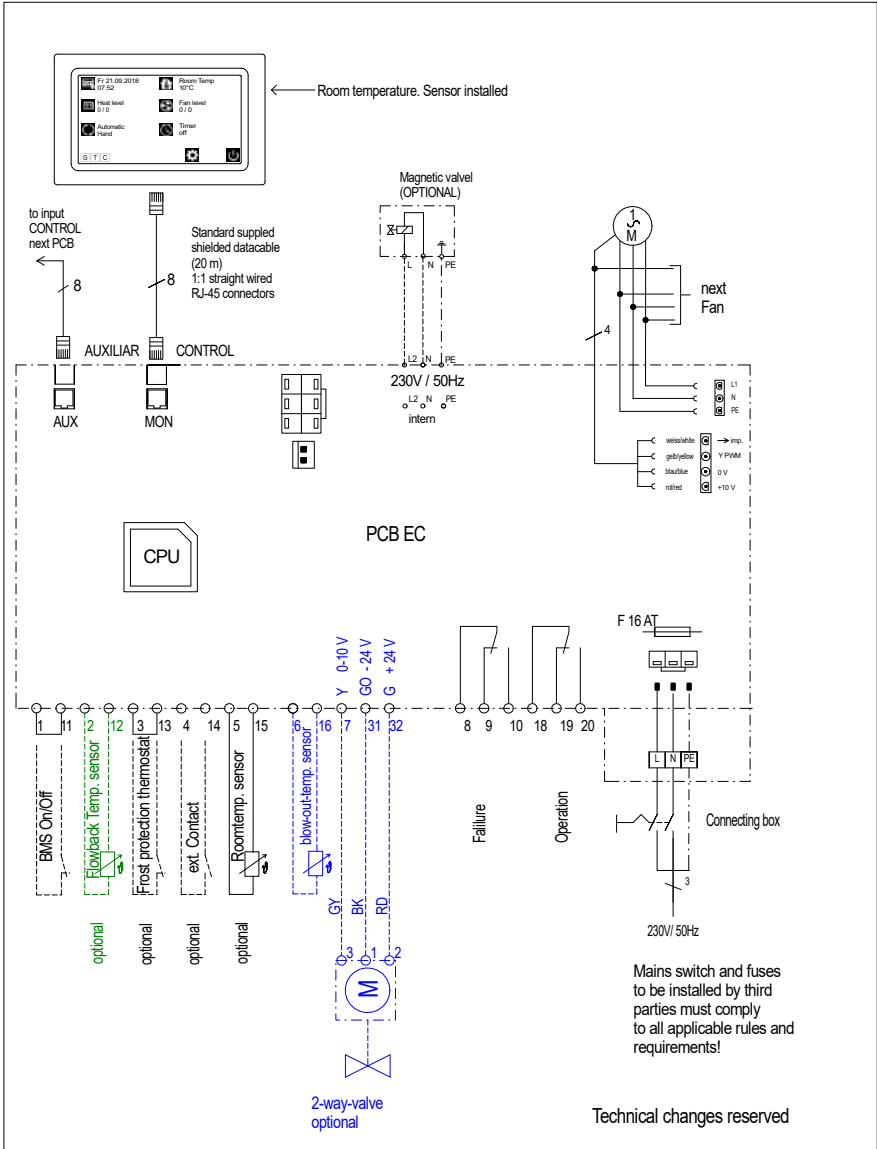 Fr 21.09.2018
07:52
Room Temp
10°C
Heat level
0 / 0
Fan level
0 / 0
Automatic
Hand
Timer
off
G T C
Room temperature. Sensor installed
to input
CONTROL
next PCB
8
8
Standard suppled
shielded datacable
(20 m)
1:1 straight wired
RJ-45 connectors
Magnetic valvel
(OPTIONAL)
L N PE
1
M
next
Fan
4
AUXILIAR
CONTROL
AUX
MON
L2 N PE
230V / 50Hz
L2 N PE
intern
L1
N
PE
weiss/white imp.
gelb/yellow Y PWM
blau/blue 0 V
rot/red +10 V
CPU
PCB EC
F 16 AT
Y 0-10 V
GO - 24 V
G + 24 V
1 11 2 12 3 13 4 14 5 15 6 16 7 31 32 8 9 10 18 19 20
BMS On/Off
Flowback Temp. sensor
optional
Frost protection thermostat
optional
ext. Contact
optional
Roomtemp. sensor
optional
blow-out-temp. sensor
GY
BK
RD
3 1 2
M
2-way-valve
optional
Faililure
Operation
L N PE
Connecting box
3
230V/ 50Hz
Mains switch and fuses
to be installed by third
parties must comply
to all applicable rules and
requirements!
Technical changes reserved